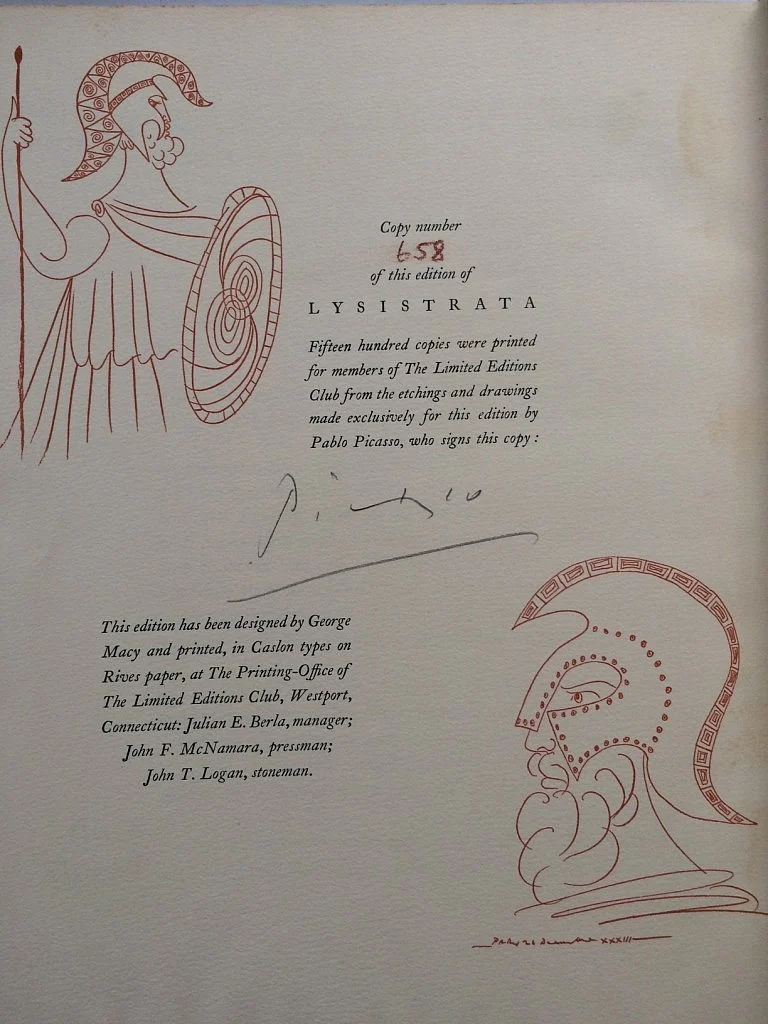 Copy number
658
of this edition of
LYSISTRATA
Fifteen hundred copies were printed
for members of The Limited Editions
Club from the etchings and drawings
made exclusively for this edition by
Pablo Picasso, who signs this copy :
Picasso
This edition has been designed by George
Macy and printed, in Caslon types on
Rives paper, at The Printing-Office of
The Limited Editions Club, Westport,
Connecticut: Julian E. Berla, manager;
John F. McNamara, pressman;
John T. Logan, stoneman.
XXXIII